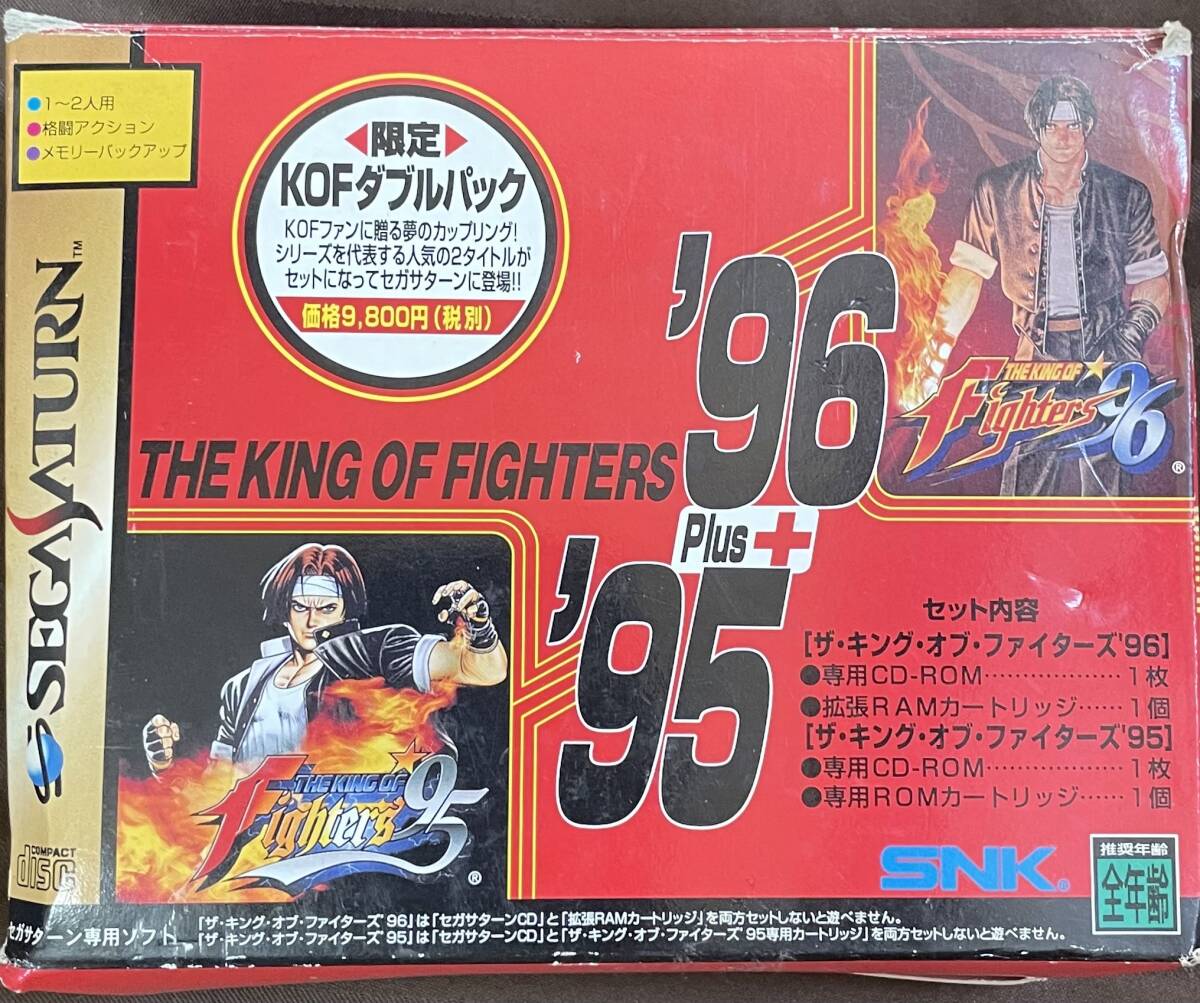 ●1～2人用
●格闘アクション
●メモリーバックアップ
SEGA SATURN™
COMPACT
disc
セガサターン専用ソフト
限定
KOFダブルパック
KOFファンに贈る夢のカップリング!
シリーズを代表する人気の2タイトルが
セットになってセガサターンに登場!!
価格9,800円(税別)
THE KING OF FIGHTERS
'96
Plus+
'95
THE KING OF
Fighters '96
®
THE KING OF
Fighters '95
®
セット内容
[ザ・キング・オブ・ファイターズ'96]
●専用CD-ROM………………1枚
●拡張RAMカートリッジ……1個
[ザ・キング・オブ・ファイターズ'95]
●専用CD-ROM………………1枚
●専用ROMカートリッジ……1個
SNK®
推奨年齢
全年齢
「ザ・キング・オブ・ファイターズ'96」は「セガサターンCD」と「拡張RAMカートリッジ」を両方セットしないと遊べません。
「ザ・キング・オブ・ファイターズ'95」は「セガサターンCD」と「ザ・キング・オブ・ファイターズ'95専用カートリッジ」を両方セットしないと遊べません。